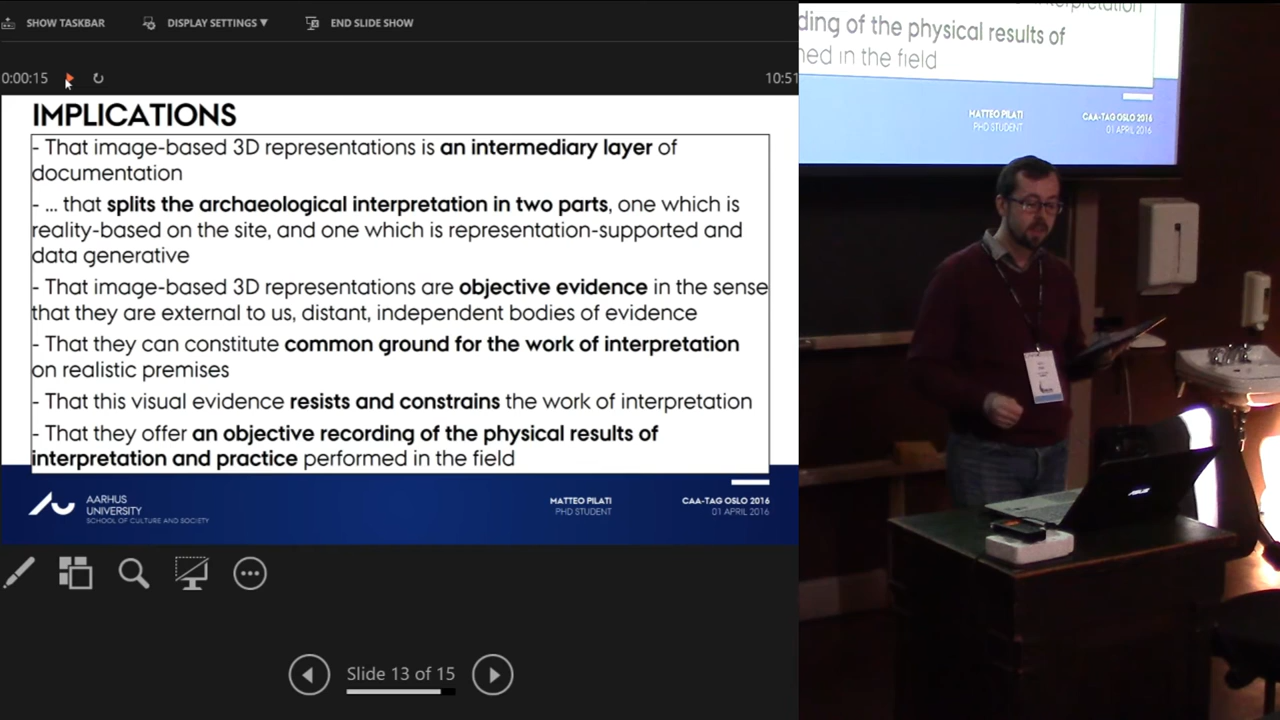 SHOW TASKBAR
DISPLAY SETTINGS ▼
END SLIDE SHOW
0:00:15
10:51
IMPLICATIONS
- That image-based 3D representations is an intermediary layer of
documentation
- ... that splits the archaeological interpretation in two parts, one which is
reality-based on the site, and one which is representation-supported and
data generative
- That image-based 3D representations are objective evidence in the sense
that they are external to us, distant, independent bodies of evidence
- That they can constitute common ground for the work of interpretation
on realistic premises
- That this visual evidence resists and constrains the work of interpretation
- That they offer an objective recording of the physical results of
interpretation and practice performed in the field
AARHUS
UNIVERSITY
SCHOOL OF CULTURE AND SOCIETY
MATTEO PILATI
PHD STUDENT
CAA-TAG OSLO 2016
01 APRIL 2016
Slide 13 of 15
interpretation
ding of the physical results of
ned in the field
MATTEO PILATI
PHD STUDENT
CAA-TAG OSLO 2016
01 APRIL 2016
ASUS